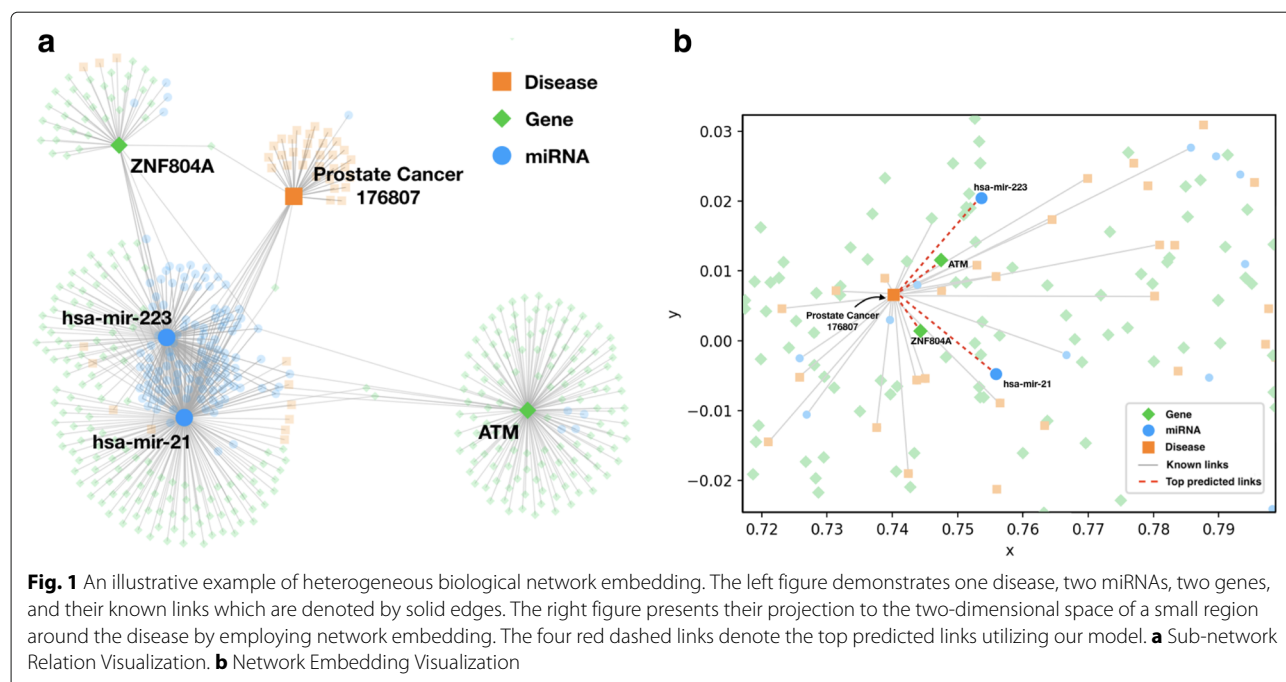 a
Disease
Gene
miRNA
ZNF804A
Prostate Cancer
176807
hsa-mir-223
hsa-mir-21
ATM
b
0.03
0.02
0.01
0.00
−0.01
−0.02
y
0.72
0.73
0.74
0.75
0.76
0.77
0.78
0.79
x
hsa-mir-223
ATM
Prostate Cancer
176807
ZNF804A
hsa-mir-21
Gene
miRNA
Disease
Known links
Top predicted links
Fig. 1 An illustrative example of heterogeneous biological network embedding. The left figure demonstrates one disease, two miRNAs, two genes,
and their known links which are denoted by solid edges. The right figure presents their projection to the two-dimensional space of a small region
around the disease by employing network embedding. The four red dashed links denote the top predicted links utilizing our model. a Sub-network
Relation Visualization. b Network Embedding Visualization